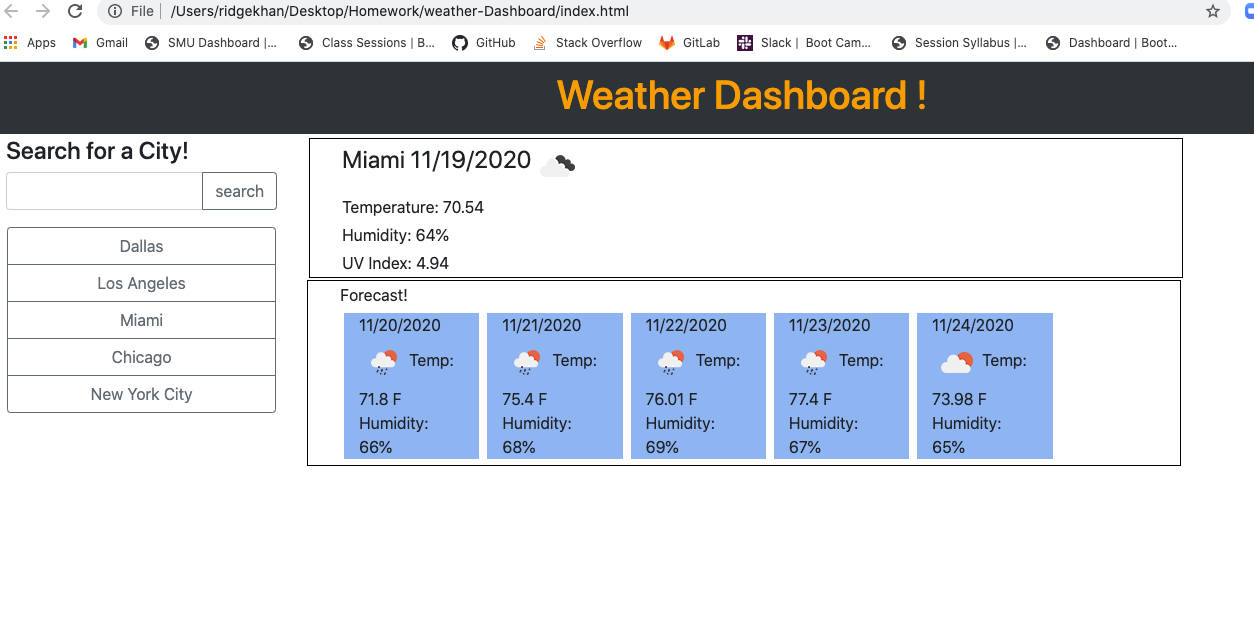 File /Users/ridgekhan/Desktop/Homework/weather-Dashboard/index.html
Apps Gmail SMU Dashboard |... Class Sessions | B... GitHub Stack Overflow GitLab Slack | Boot Cam... Session Syllabus |... Dashboard | Boot...
Weather Dashboard !
Search for a City!
search
Dallas
Los Angeles
Miami
Chicago
New York City
Miami 11/19/2020
Temperature: 70.54
Humidity: 64%
UV Index: 4.94
Forecast!
11/20/2020
Temp:
71.8 F
Humidity:
66%
11/21/2020
Temp:
75.4 F
Humidity:
68%
11/22/2020
Temp:
76.01 F
Humidity:
69%
11/23/2020
Temp:
77.4 F
Humidity:
67%
11/24/2020
Temp:
73.98 F
Humidity:
65%